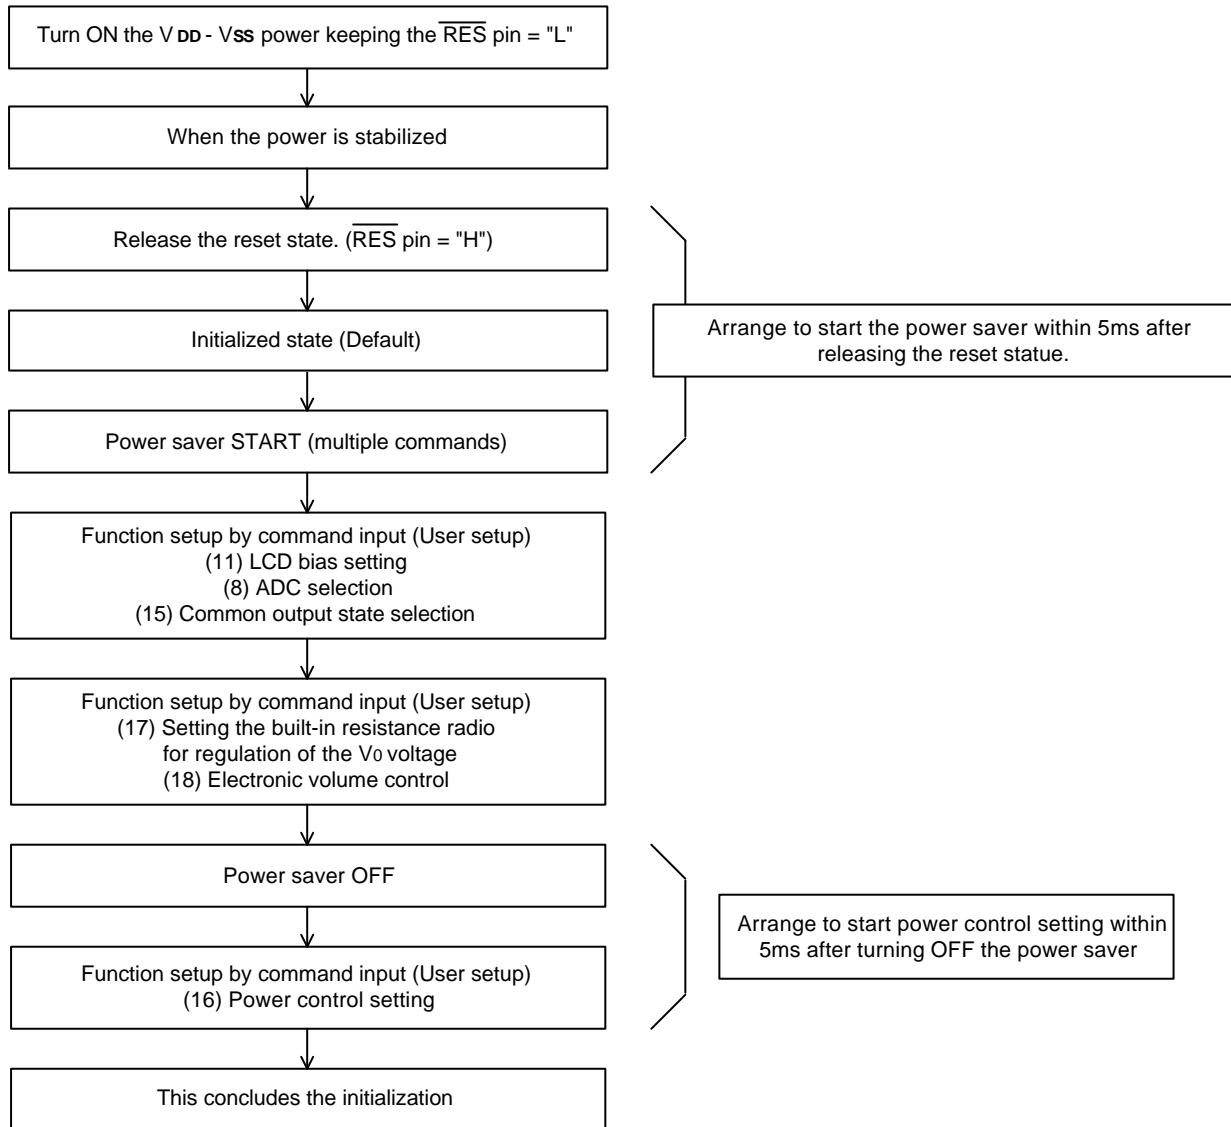 Turn ON the VDD - VSS power keeping the RES pin = "L"
When the power is stabilized
Release the reset state. (RES pin = "H")
Initialized state (Default)
Power saver START (multiple commands)
Arrange to start the power saver within 5ms after
releasing the reset statue.
Function setup by command input (User setup)
(11) LCD bias setting
(8) ADC selection
(15) Common output state selection
Function setup by command input (User setup)
(17) Setting the built-in resistance radio
for regulation of the V0 voltage
(18) Electronic volume control
Power saver OFF
Function setup by command input (User setup)
(16) Power control setting
Arrange to start power control setting within
5ms after turning OFF the power saver
This concludes the initialization